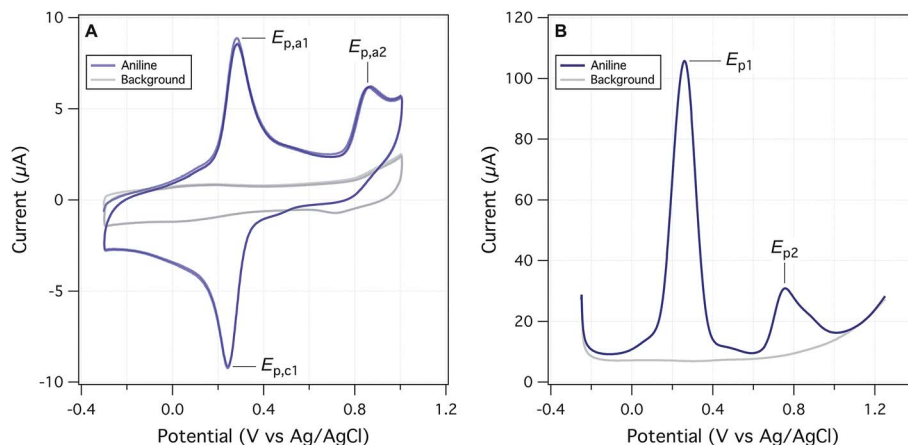 A
Aniline
Background
E p,a1
E p,a2
E p,c1
10
5
0
-5
-10
Current (µA)
-0.4
0.0
0.4
0.8
1.2
Potential (V vs Ag/AgCl)
B
Aniline
Background
E p1
E p2
120
100
80
60
40
20
0
Current (µA)
-0.4
0.0
0.4
0.8
1.2
Potential (V vs Ag/AgCl)